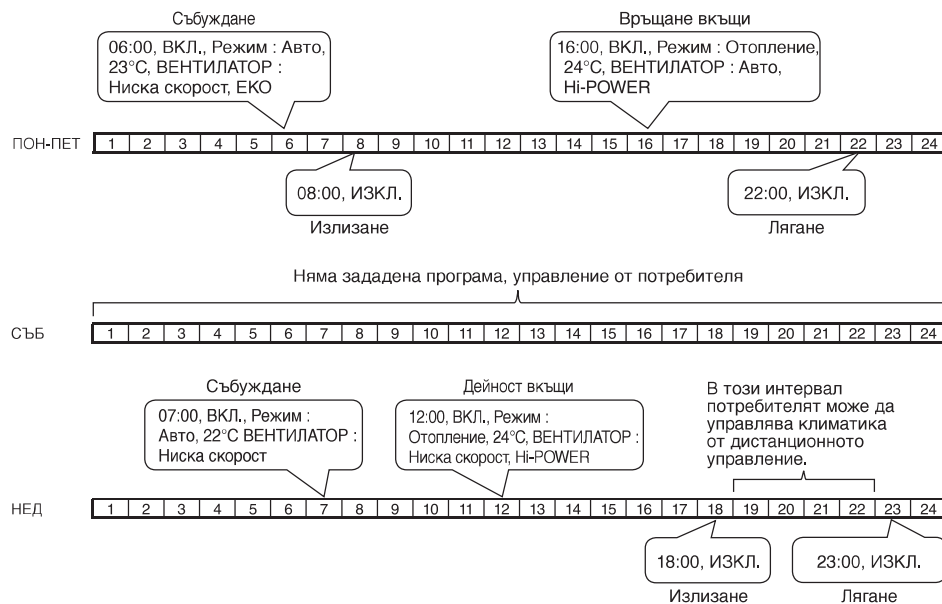 Събуждане
06:00, ВКЛ., Режим : Авто,
23°C, ВЕНТИЛАТОР :
Ниска скорост, ЕКО
Връщане вкъщи
16:00, ВКЛ., Режим : Отопление,
24°C, ВЕНТИЛАТОР : Авто,
Hi-POWER
ПОН-ПЕТ 1 2 3 4 5 6 7 8 9 10 11 12 13 14 15 16 17 18 19 20 21 22 23 24
08:00, ИЗКЛ.
Излизане
22:00, ИЗКЛ.
Лягане
Няма зададена програма, управление от потребителя
СЪБ 1 2 3 4 5 6 7 8 9 10 11 12 13 14 15 16 17 18 19 20 21 22 23 24
Събуждане
07:00, ВКЛ., Режим :
Авто, 22°C ВЕНТИЛАТОР :
Ниска скорост
Дейност вкъщи
12:00, ВКЛ., Режим :
Отопление, 24°C, ВЕНТИЛАТОР :
Ниска скорост, Hi-POWER
В този интервал
потребителят може да
управлява климатика
от дистанционното
управление.
НЕД 1 2 3 4 5 6 7 8 9 10 11 12 13 14 15 16 17 18 19 20 21 22 23 24
18:00, ИЗКЛ.
Излизане
23:00, ИЗКЛ.
Лягане